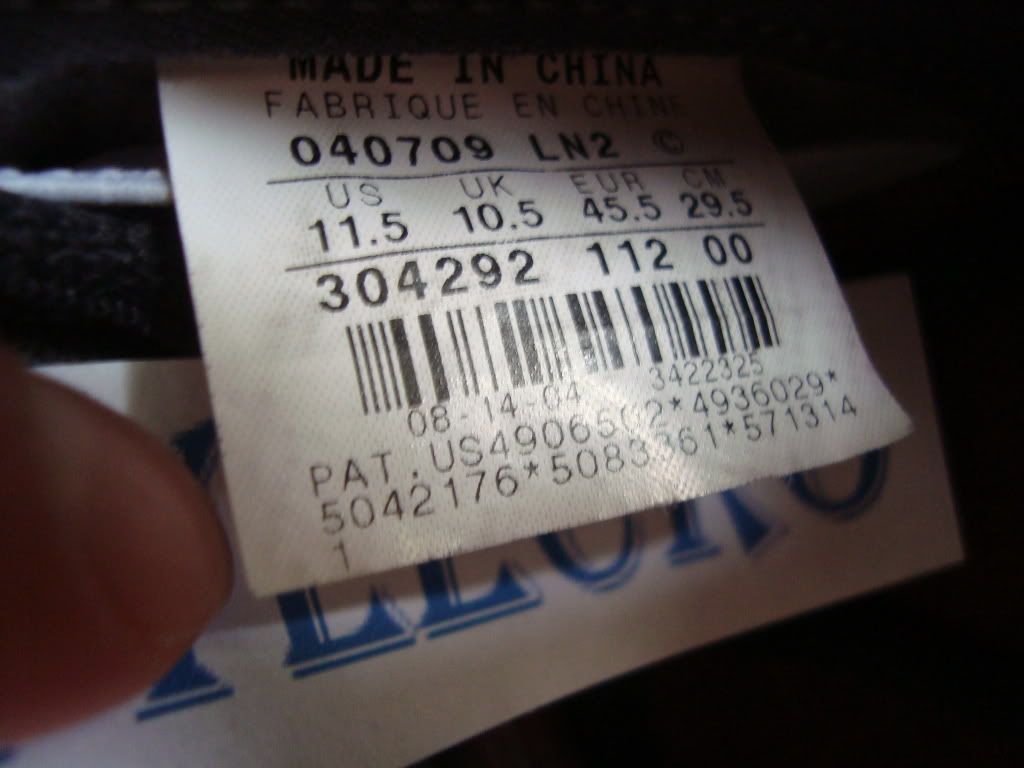 MADE IN CHINA
FABRIQUE EN CHINE
040709 LN2 ©
US UK EUR CM
11.5 10.5 45.5 29.5
304292 112 00
08-14-04 3422325
PAT.US4906502*4936029*
5042176*5083361*571314
1